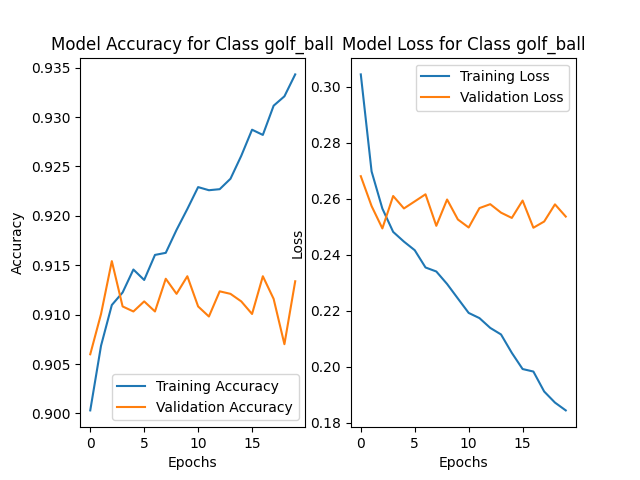 Model Accuracy for Class golf_ball
0.935
0.930
0.925
0.920
0.915
0.910
0.905
0.900
Accuracy
Training Accuracy
Validation Accuracy
0 5 10 15
Epochs
Model Loss for Class golf_ball
0.30
0.28
0.26
0.24
0.22
0.20
0.18
Loss
Training Loss
Validation Loss
0 5 10 15
Epochs